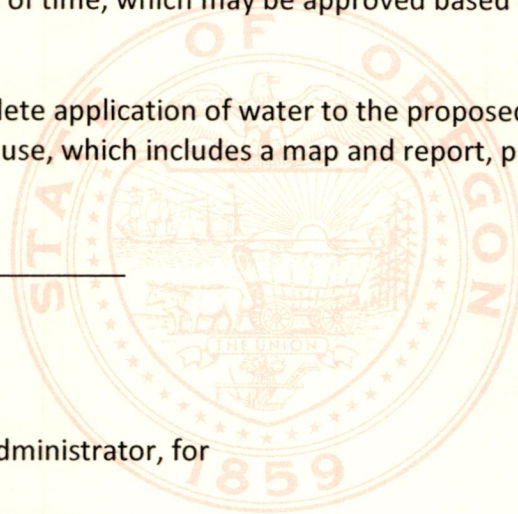 of time, which may be approved based
lete application of water to the proposed
use, which includes a map and report, p
STATE OF OREGON
THE UNION
dministrator, for
1859